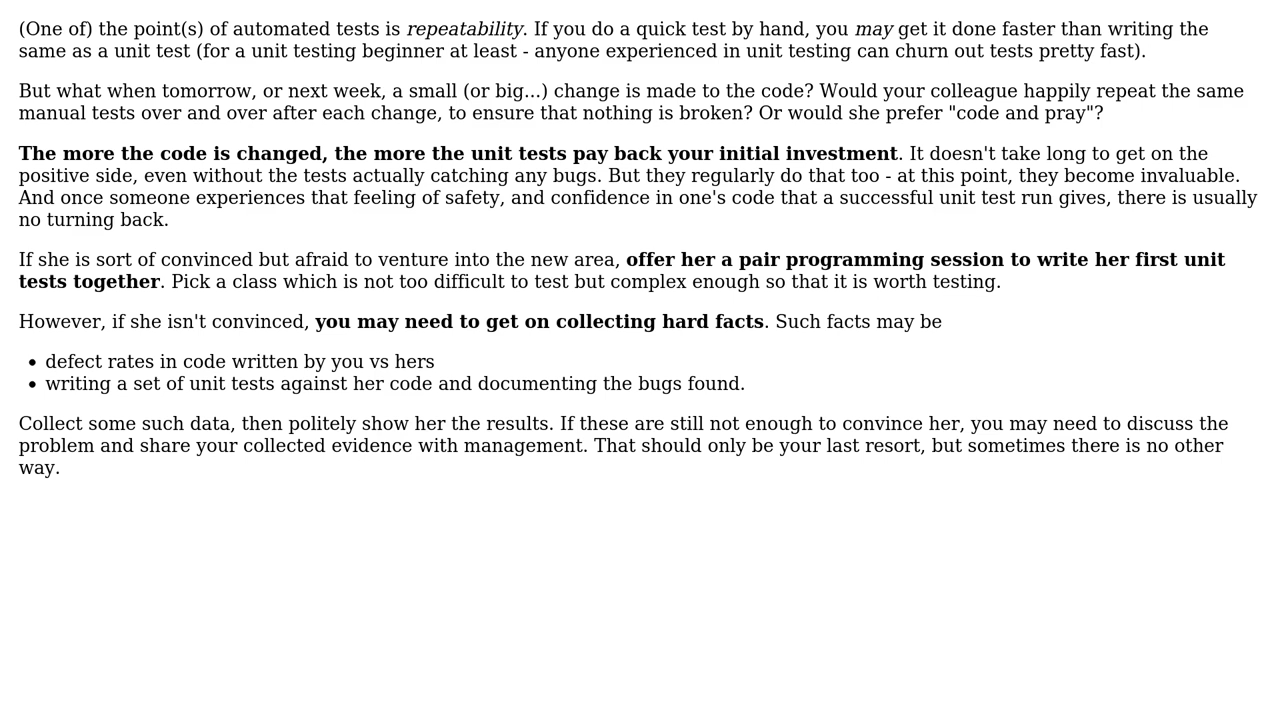 (One of) the point(s) of automated tests is repeatability. If you do a quick test by hand, you may get it done faster than writing the
same as a unit test (for a unit testing beginner at least - anyone experienced in unit testing can churn out tests pretty fast).
But what when tomorrow, or next week, a small (or big...) change is made to the code? Would your colleague happily repeat the same
manual tests over and over after each change, to ensure that nothing is broken? Or would she prefer "code and pray"?
The more the code is changed, the more the unit tests pay back your initial investment. It doesn't take long to get on the
positive side, even without the tests actually catching any bugs. But they regularly do that too - at this point, they become invaluable.
And once someone experiences that feeling of safety, and confidence in one's code that a successful unit test run gives, there is usually
no turning back.
If she is sort of convinced but afraid to venture into the new area, offer her a pair programming session to write her first unit
tests together. Pick a class which is not too difficult to test but complex enough so that it is worth testing.
However, if she isn't convinced, you may need to get on collecting hard facts. Such facts may be
• defect rates in code written by you vs hers
• writing a set of unit tests against her code and documenting the bugs found.
Collect some such data, then politely show her the results. If these are still not enough to convince her, you may need to discuss the
problem and share your collected evidence with management. That should only be your last resort, but sometimes there is no other
way.